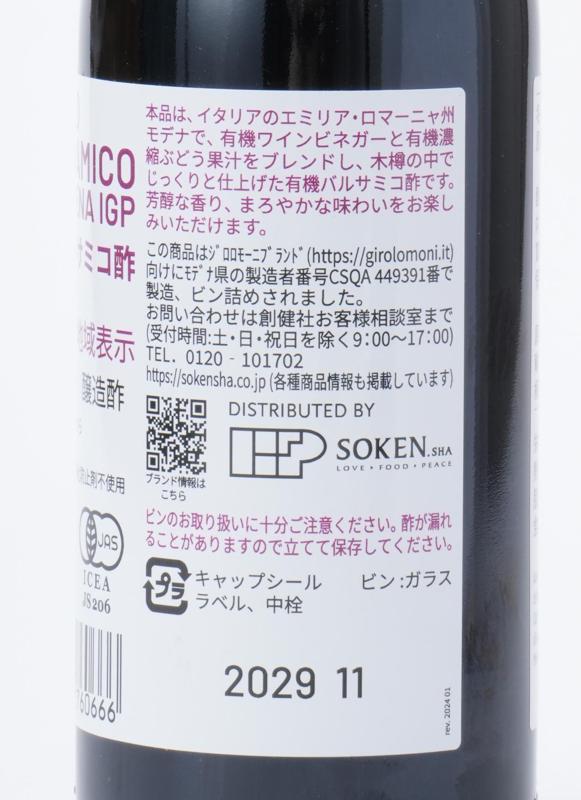 AMICO
NA IGP
ナミコ酢
地域表示
醸造酢
止剤不使用
JAS
ICEA
JS206
760666
本品は、イタリアのエミリア・ロマーニャ州
モデナで、有機ワインビネガーと有機濃
縮ぶどう果汁をブレンドし、木樽の中で
じっくりと仕上げた有機バルサミコ酢です。
芳醇な香り、まろやかな味わいをお楽し
みいただけます。
この商品はｼﾞﾛﾛﾓｰﾆﾌﾞﾗﾝﾄﾞ(https://girolomoni.it)
向けにﾓﾃﾞﾅ県の製造者番号CSQA 449391番で
製造、ビン詰めされました。
お問い合わせは創健社お客様相談室まで
(受付時間:土・日・祝日を除く9:00～17:00)
TEL. 0120‐101702
https://sokensha.co.jp (各種商品情報も掲載しています)
ブランド情報は
こちら
DISTRIBUTED BY
SOKEN.SHA
LOVE・FOOD・PEACE
ビンのお取り扱いに十分ご注意ください。酢が漏れ
ることがありますので立てて保存してください。
プラ
キャップシール
ラベル、中栓
ビン:ガラス
2029 11
rev. 2024 01